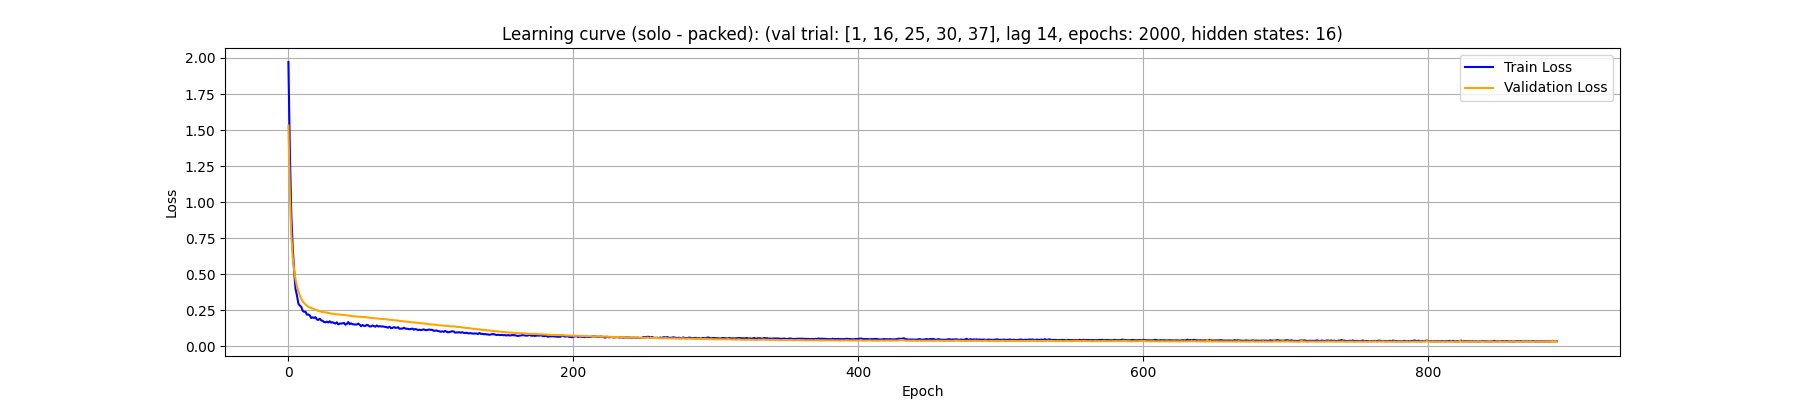 Learning curve (solo - packed): (val trial: [1, 16, 25, 30, 37], lag 14, epochs: 2000, hidden states: 16)
Train Loss
Validation Loss
2.00
1.75
1.50
1.25
1.00
0.75
0.50
0.25
0.00
Loss
0 200 400 600 800
Epoch